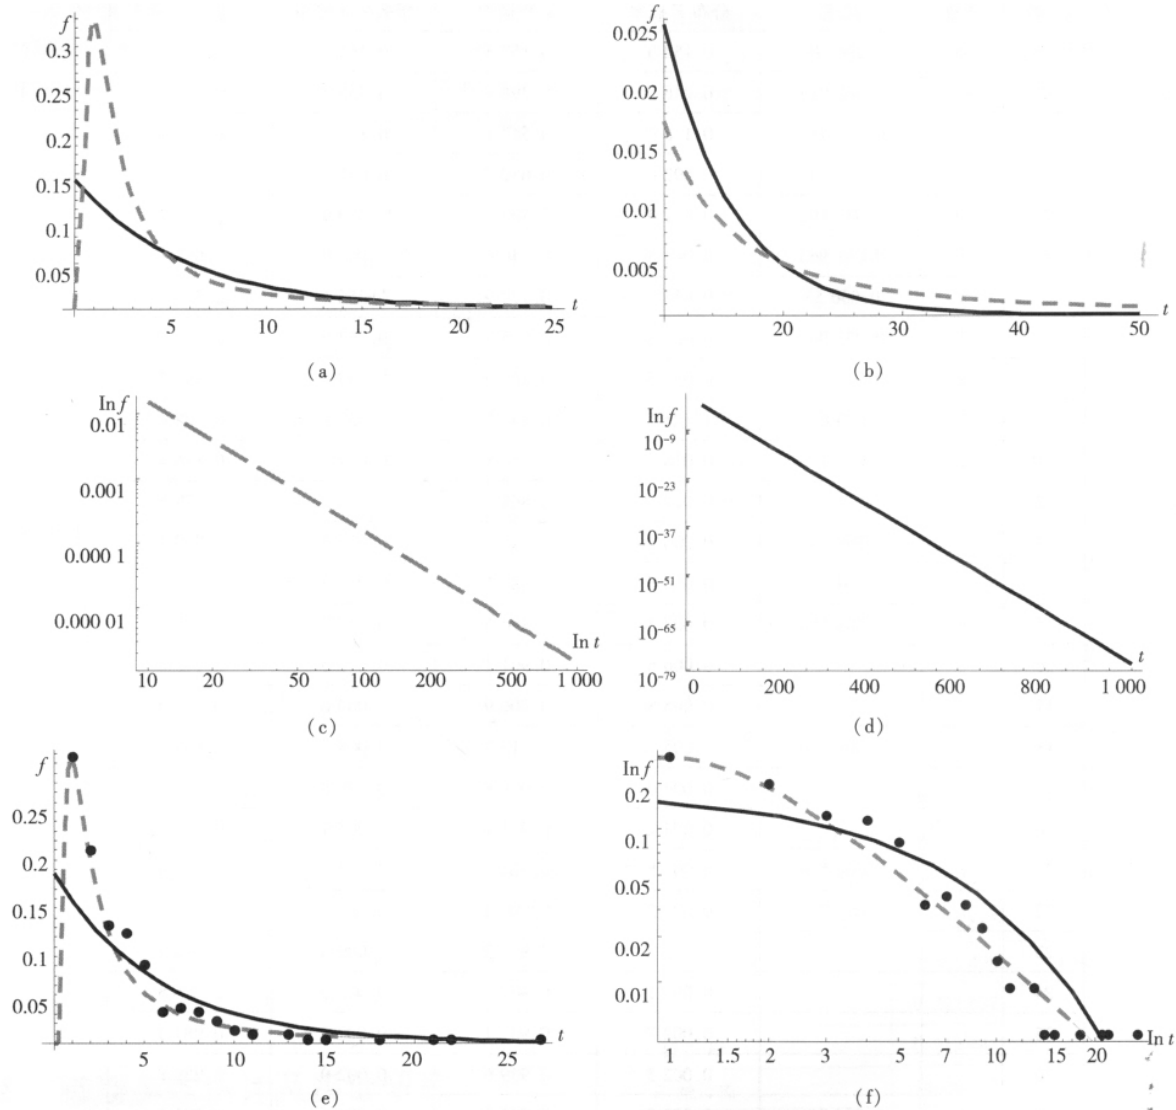 f
0.3
0.25
0.2
0.15
0.1
0.05
5 10 15 20 25 t
(a)
f
0.025
0.02
0.015
0.01
0.005
20 30 40 50 t
(b)
ln f
0.01
0.001
0.000 1
0.000 01
10 20 50 100 200 500 1 000 ln t
(c)
ln f
10⁻⁹
10⁻²³
10⁻³⁷
10⁻⁵¹
10⁻⁶⁵
10⁻⁷⁹
0 200 400 600 800 1 000 t
(d)
f
0.25
0.2
0.15
0.1
0.05
5 10 15 20 25 t
(e)
ln f
0.2
0.1
0.05
0.02
0.01
1 1.5 2 3 5 7 10 15 20 ln t
(f)